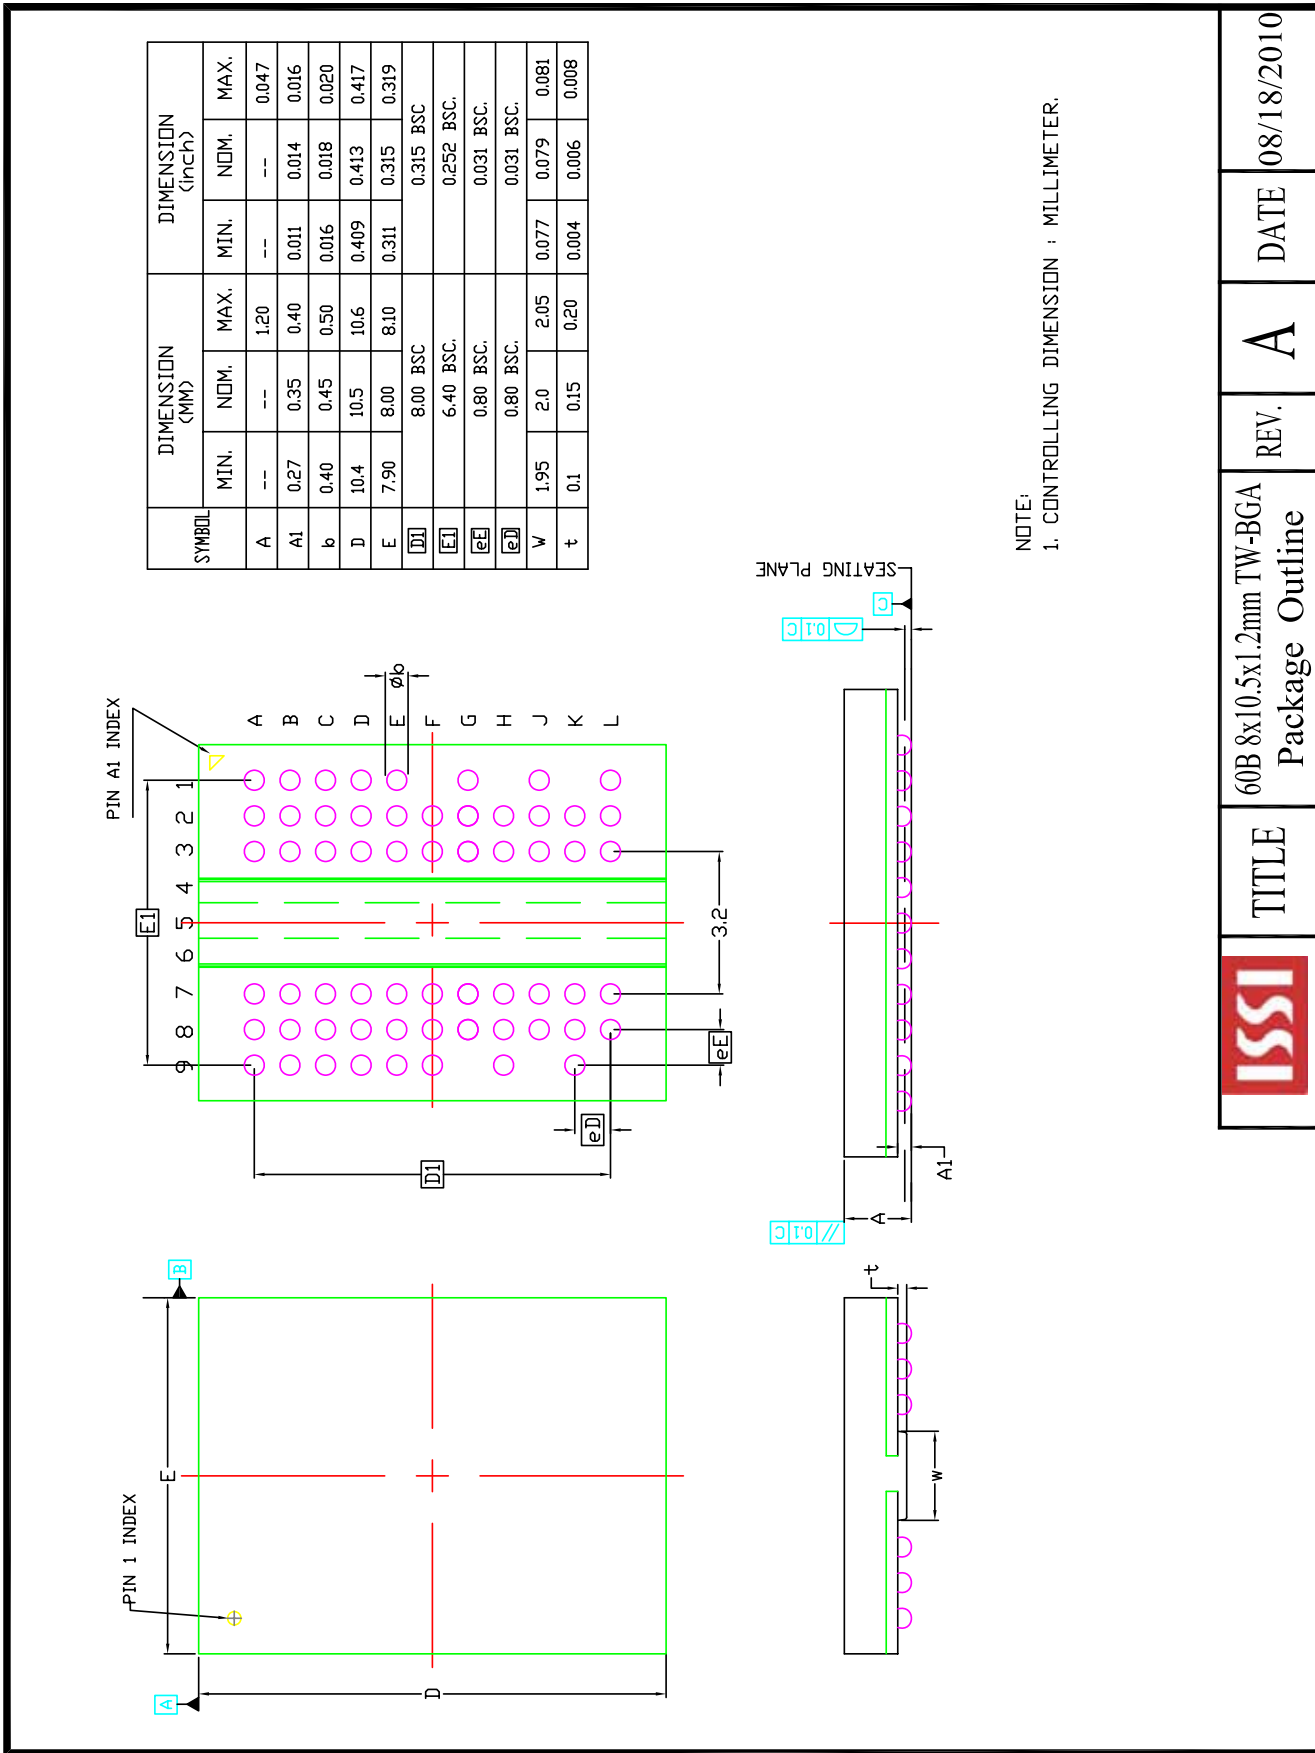 SYMBOL DIMENSION (MM) DIMENSION (inch)
MIN. NOM. MAX. MIN. NOM. MAX.
A -- -- 1.20 -- -- 0.047
A1 0.27 0.35 0.40 0.011 0.014 0.016
b 0.40 0.45 0.50 0.016 0.018 0.020
D 10.4 10.5 10.6 0.409 0.413 0.417
E 7.90 8.00 8.10 0.311 0.315 0.319
D1 8.00 BSC 0.315 BSC
E1 6.40 BSC. 0.252 BSC.
eE 0.80 BSC. 0.031 BSC.
eD 0.80 BSC. 0.031 BSC.
W 1.95 2.0 2.05 0.077 0.079 0.081
t 0.1 0.15 0.20 0.004 0.006 0.008
PIN 1 INDEX
A
B
E
D
PIN A1 INDEX
E1
9 8 7 6 5 4 3 2 1
A
B
C
D
E
F
G
H
J
K
L
Øb
3.2
eE
eD
D1
// 0.1 C
A
A1
0.1 C
C
SEATING PLANE
t
w
NOTE:
1. CONTROLLING DIMENSION : MILLIMETER.
ISSI
TITLE
60B 8x10.5x1.2mm TW-BGA
Package Outline
REV.
A
DATE
08/18/2010